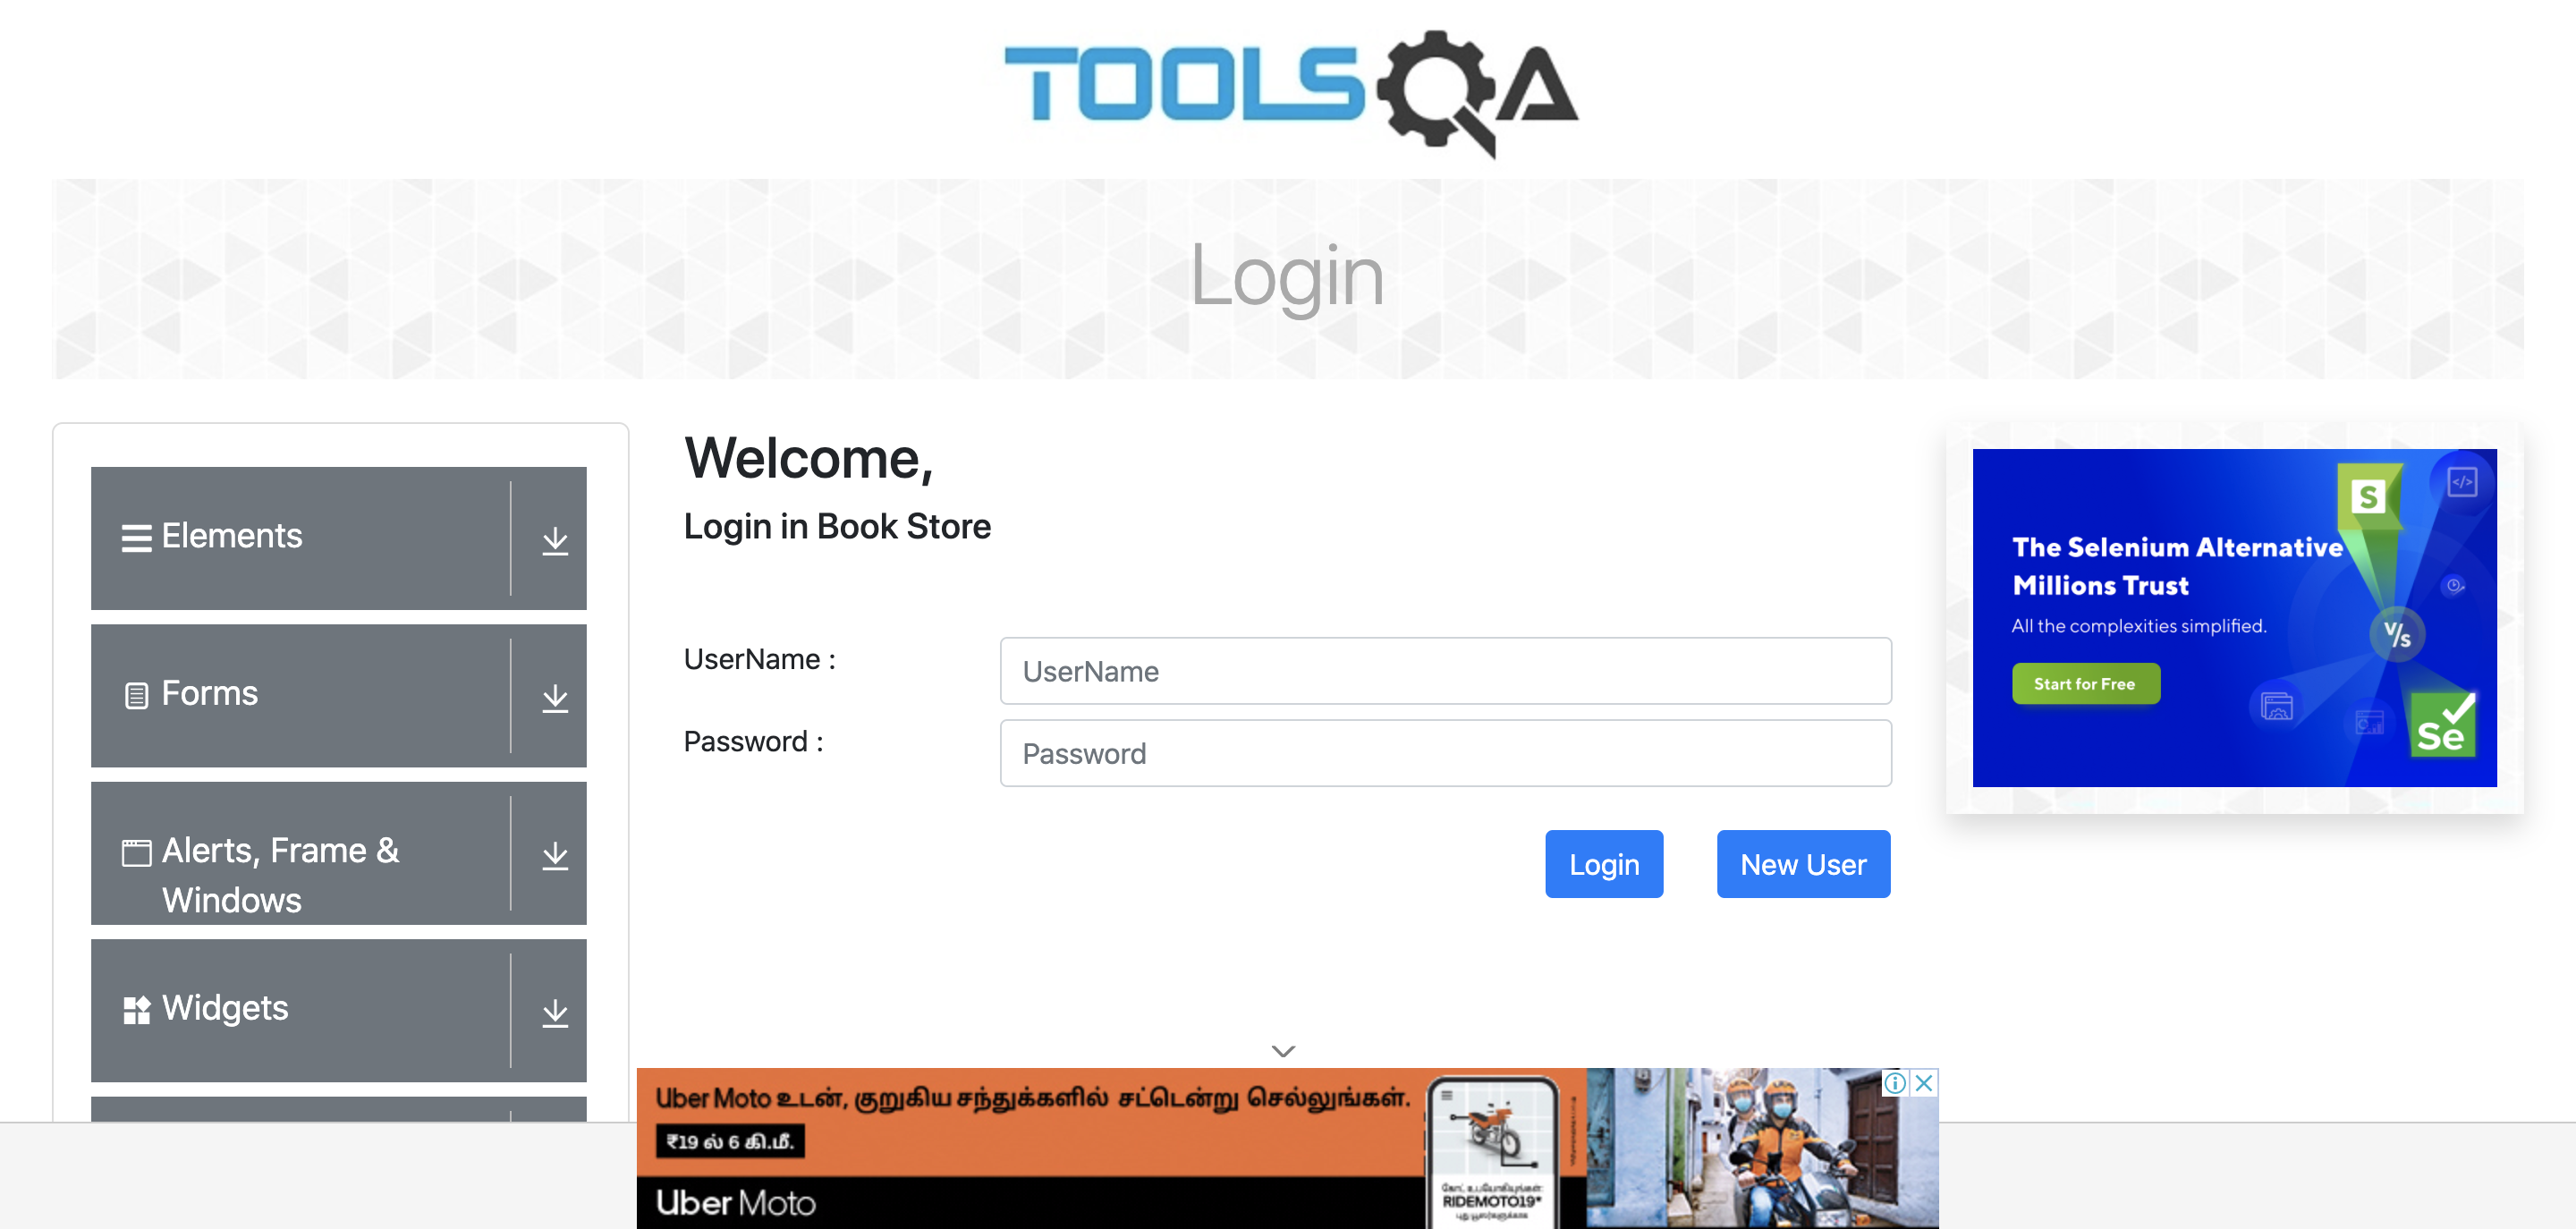 TOOLSQA
Login
Elements
Forms
Alerts, Frame &
Windows
Widgets
Welcome,
Login in Book Store
UserName :
UserName
Password :
Password
Login
New User
The Selenium Alternative
Millions Trust
All the complexities simplified.
Start for Free
S
</>
V/s
Se
Uber Moto உடன், குறுகிய சந்துக்களில் சட்டென்று செல்லுங்கள்.
₹19 ல் 6 கி.மீ.
Uber Moto
RIDEMOTO19*